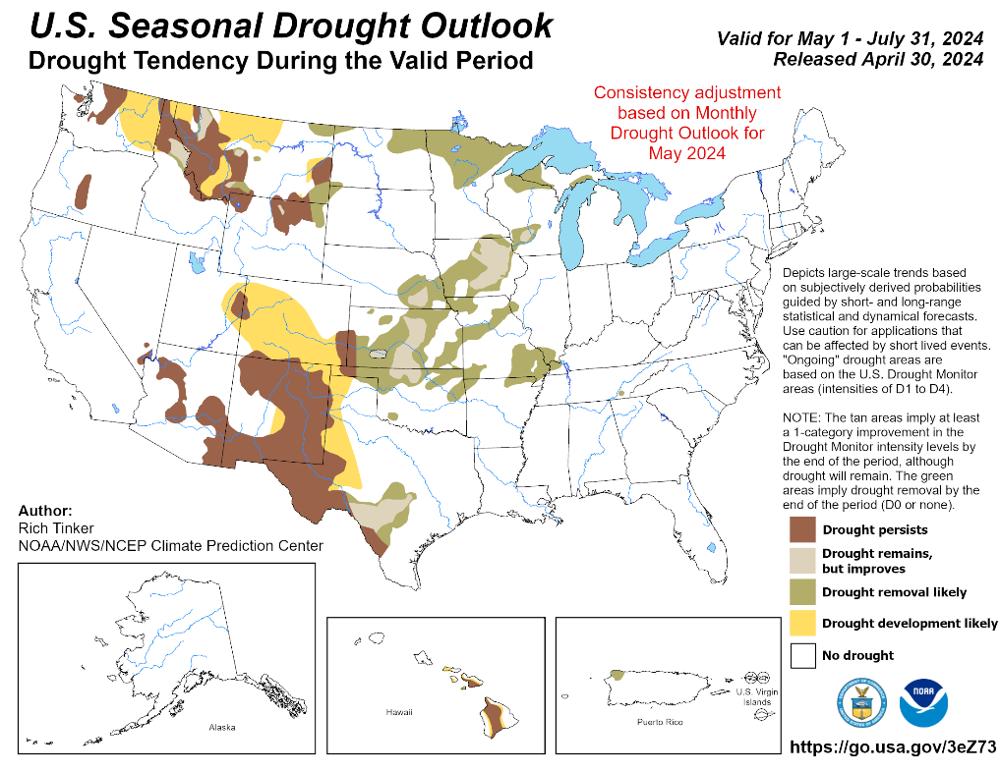 U.S. Seasonal Drought Outlook
Drought Tendency During the Valid Period
Valid for May 1 - July 31, 2024
Released April 30, 2024
Consistency adjustment
based on Monthly
Drought Outlook for
May 2024
Depicts large-scale trends based
on subjectively derived probabilities
guided by short- and long-range
statistical and dynamical forecasts.
Use caution for applications that
can be affected by short lived events.
"Ongoing" drought areas are
based on the U.S. Drought Monitor
areas (intensities of D1 to D4).
NOTE: The tan areas imply at least
a 1-category improvement in the
Drought Monitor intensity levels by
the end of the period, although
drought will remain. The green
areas imply drought removal by the
end of the period (D0 or none).
Author:
Rich Tinker
NOAA/NWS/NCEP Climate Prediction Center
Drought persists
Drought remains,
but improves
Drought removal likely
Drought development likely
No drought
Alaska
Hawaii
Puerto Rico
U.S. Virgin
Islands
NOAA
https://go.usa.gov/3eZ73